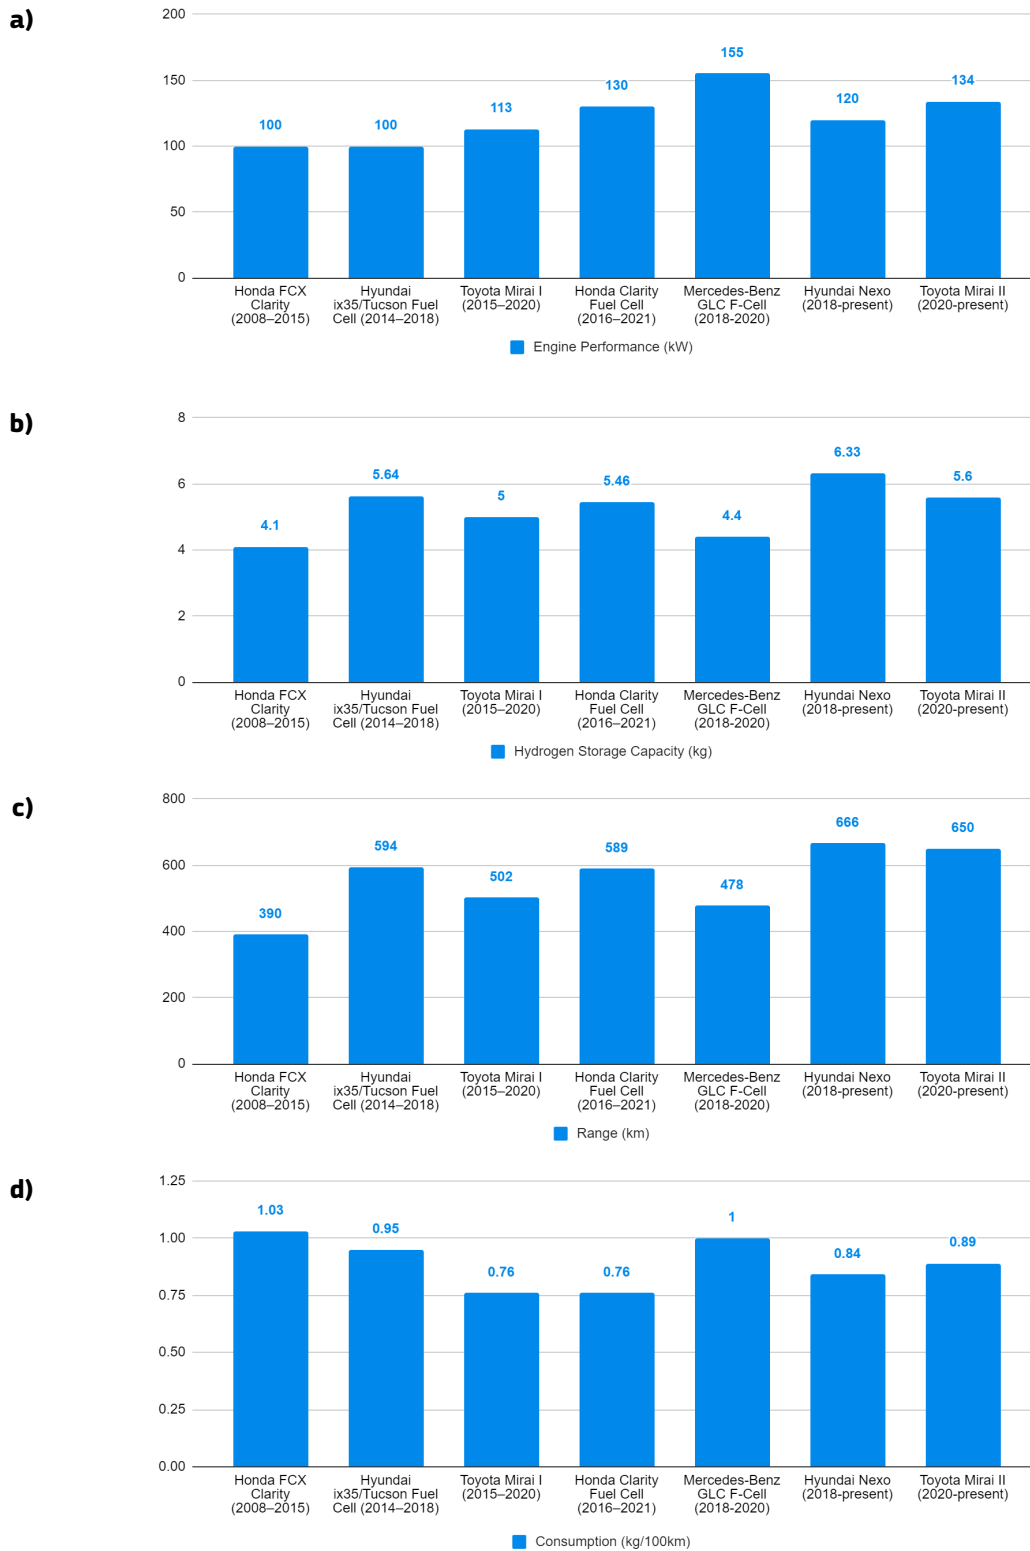 a)
200
150
100
50
0
100
100
113
130
155
120
134
Honda FCX
Clarity
(2008–2015)
Hyundai
ix35/Tucson Fuel
Cell (2014–2018)
Toyota Mirai I
(2015–2020)
Honda Clarity
Fuel Cell
(2016–2021)
Mercedes-Benz
GLC F-Cell
(2018-2020)
Hyundai Nexo
(2018-present)
Toyota Mirai II
(2020-present)
Engine Performance (kW)
b)
8
6
4
2
0
4.1
5.64
5
5.46
4.4
6.33
5.6
Honda FCX
Clarity
(2008–2015)
Hyundai
ix35/Tucson Fuel
Cell (2014–2018)
Toyota Mirai I
(2015–2020)
Honda Clarity
Fuel Cell
(2016–2021)
Mercedes-Benz
GLC F-Cell
(2018-2020)
Hyundai Nexo
(2018-present)
Toyota Mirai II
(2020-present)
Hydrogen Storage Capacity (kg)
c)
800
600
400
200
0
390
594
502
589
478
666
650
Honda FCX
Clarity
(2008–2015)
Hyundai
ix35/Tucson Fuel
Cell (2014–2018)
Toyota Mirai I
(2015–2020)
Honda Clarity
Fuel Cell
(2016–2021)
Mercedes-Benz
GLC F-Cell
(2018-2020)
Hyundai Nexo
(2018-present)
Toyota Mirai II
(2020-present)
Range (km)
d)
1.25
1.00
0.75
0.50
0.25
0.00
1.03
0.95
0.76
0.76
1
0.84
0.89
Honda FCX
Clarity
(2008–2015)
Hyundai
ix35/Tucson Fuel
Cell (2014–2018)
Toyota Mirai I
(2015–2020)
Honda Clarity
Fuel Cell
(2016–2021)
Mercedes-Benz
GLC F-Cell
(2018-2020)
Hyundai Nexo
(2018-present)
Toyota Mirai II
(2020-present)
Consumption (kg/100km)